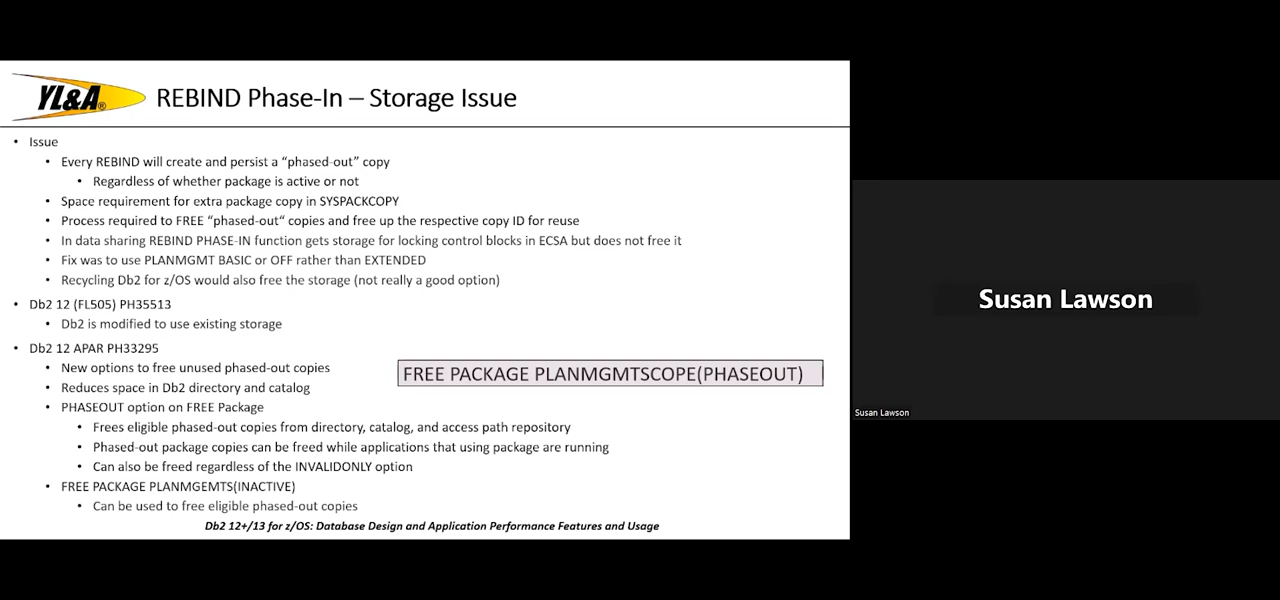 YL&A®
REBIND Phase-In – Storage Issue
• Issue
• Every REBIND will create and persist a “phased-out” copy
• Regardless of whether package is active or not
• Space requirement for extra package copy in SYSPACKCOPY
• Process required to FREE “phased-out“ copies and free up the respective copy ID for reuse
• In data sharing REBIND PHASE-IN function gets storage for locking control blocks in ECSA but does not free it
• Fix was to use PLANMGMT BASIC or OFF rather than EXTENDED
• Recycling Db2 for z/OS would also free the storage (not really a good option)
• Db2 12 (FL505) PH35513
• Db2 is modified to use existing storage
• Db2 12 APAR PH33295
• New options to free unused phased-out copies
FREE PACKAGE PLANMGMTSCOPE(PHASEOUT)
• Reduces space in Db2 directory and catalog
• PHASEOUT option on FREE Package
• Frees eligible phased-out copies from directory, catalog, and access path repository
• Phased-out package copies can be freed while applications that using package are running
• Can also be freed regardless of the INVALIDONLY option
• FREE PACKAGE PLANMGEMTS(INACTIVE)
• Can be used to free eligible phased-out copies
Db2 12+/13 for z/OS: Database Design and Application Performance Features and Usage
Susan Lawson
Susan Lawson